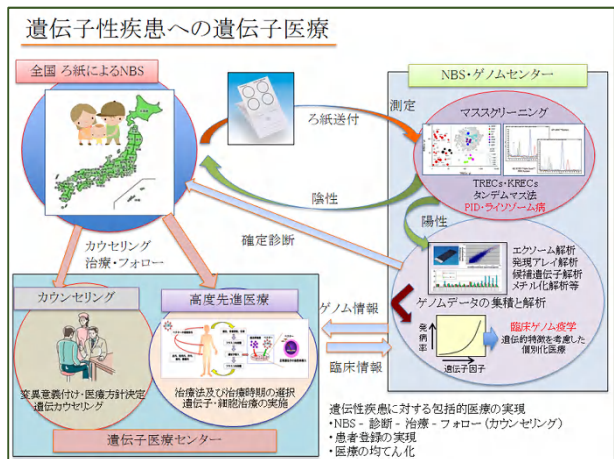 遺伝子性疾患への遺伝子医療
全国 ろ紙によるNBS
ろ紙送付
測定
陰性
NBS・ゲノムセンター
マススクリーニング
TRECs・KRECs
タンデムマス法
PID・ライソゾーム病
陽性
確定診断
カウセリング
治療・フォロー
エクソーム解析
発現アレイ解析
候補遺伝子解析
メチル化解析等
ゲノムデータの集積と解析
発病率
遺伝子因子
臨床ゲノム疫学
遺伝的特徴を考慮した
個別化医療
ゲノム情報
臨床情報
カウンセリング
変異意義付け・医療方針決定
遺伝カウセリング
高度先進医療
治療法及び治療時期の選択
遺伝子・細胞治療の実施
遺伝子医療センター
遺伝性疾患に対する包括的医療の実現
・NBS - 診断 - 治療 - フォロー(カウンセリング)
・患者登録の実現
・医療の均てん化